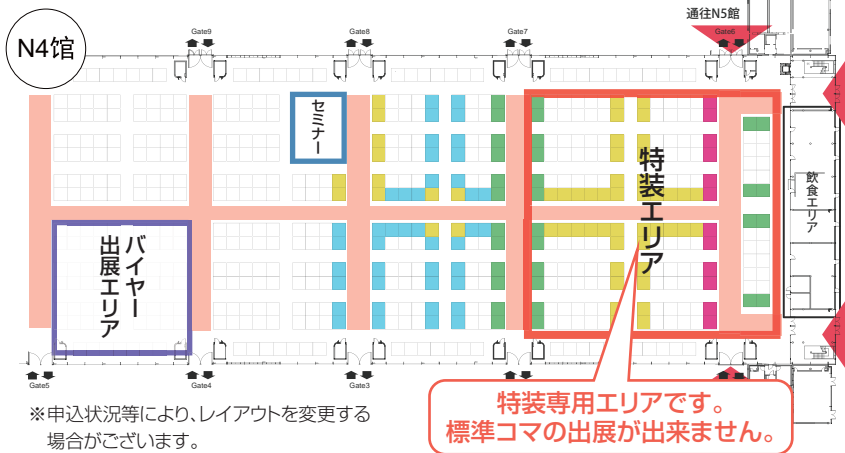 通往N5館
N4馆
Gate9
Gate8
Gate7
Gate6
セミナー
特装エリア
飲食エリア
バイヤー
出展エリア
Gate5
Gate4
Gate3
※申込状況等により、レイアウトを変更する
場合がございます。
特装専用エリアです。
標準コマの出展が出来ません。